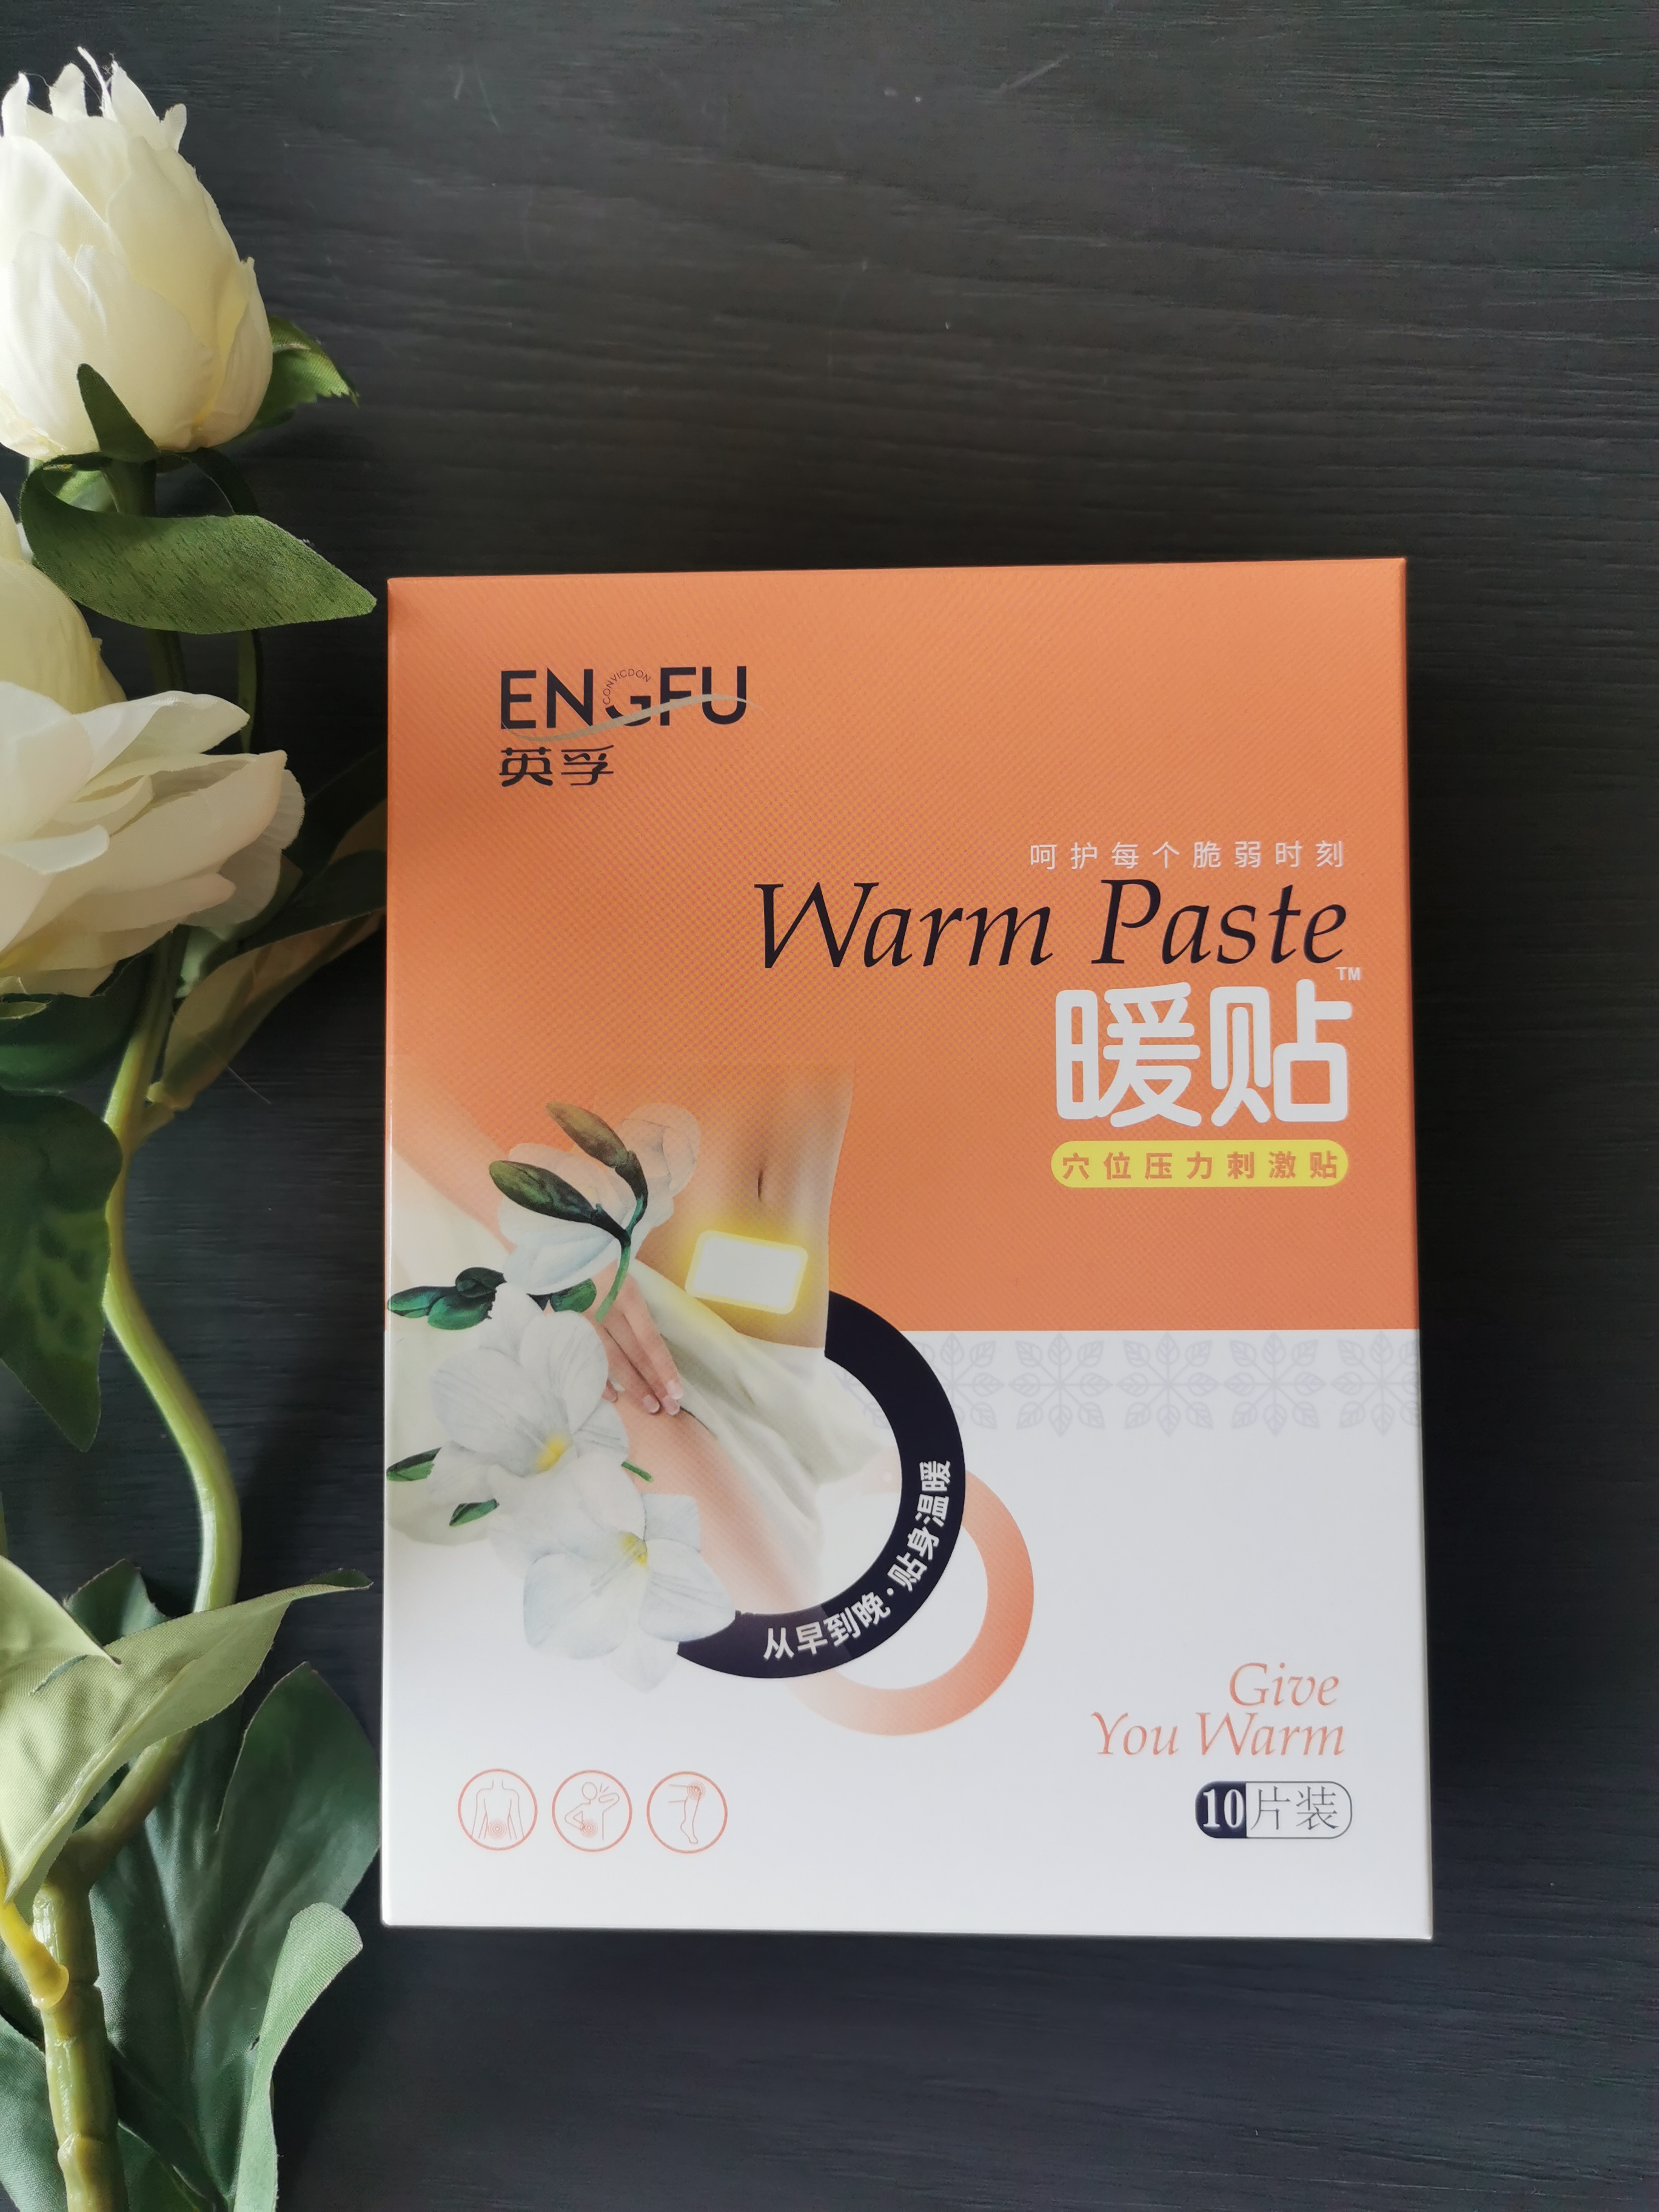 ENGFU
CONVICDON
英孚
呵护每个脆弱时刻
Warm Paste
TM
暖贴
穴位压力刺激贴
从早到晚·贴身温暖
Give
You Warm
10片装